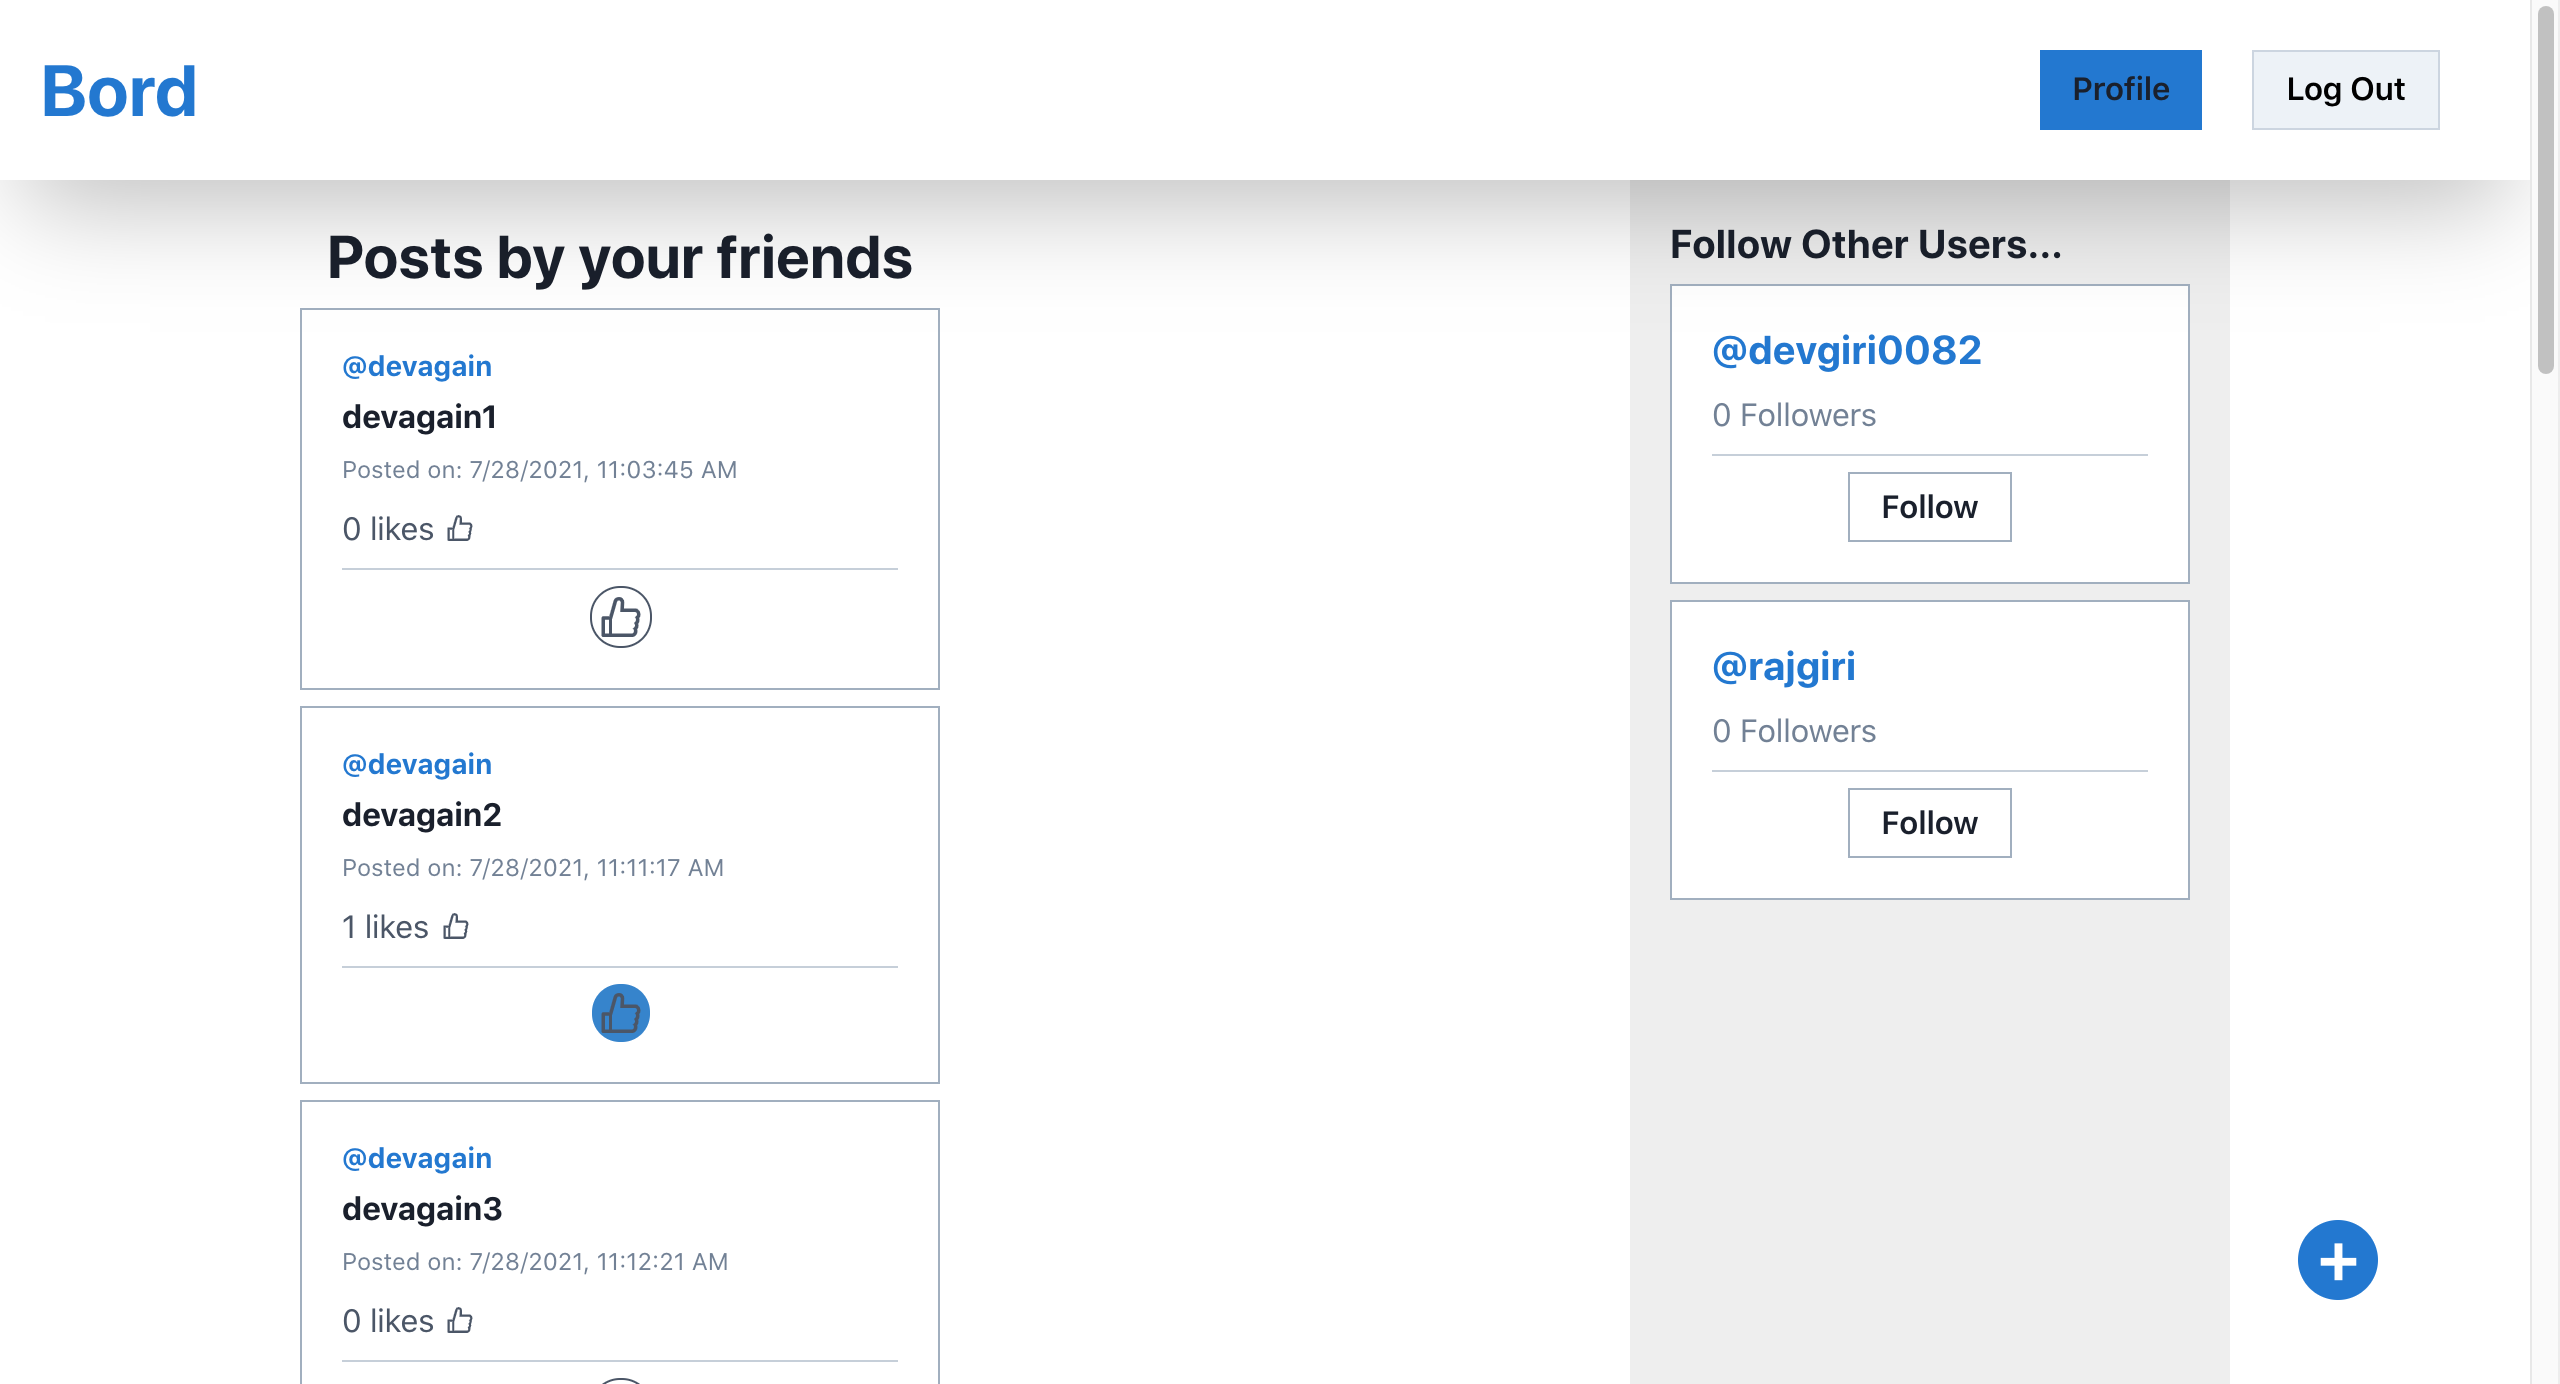 Bord
Profile
Log Out
Posts by your friends
@devagain
devagain1
Posted on: 7/28/2021, 11:03:45 AM
0 likes
@devagain
devagain2
Posted on: 7/28/2021, 11:11:17 AM
1 likes
@devagain
devagain3
Posted on: 7/28/2021, 11:12:21 AM
0 likes
Follow Other Users...
@devgiri0082
0 Followers
Follow
@rajgiri
0 Followers
Follow
+